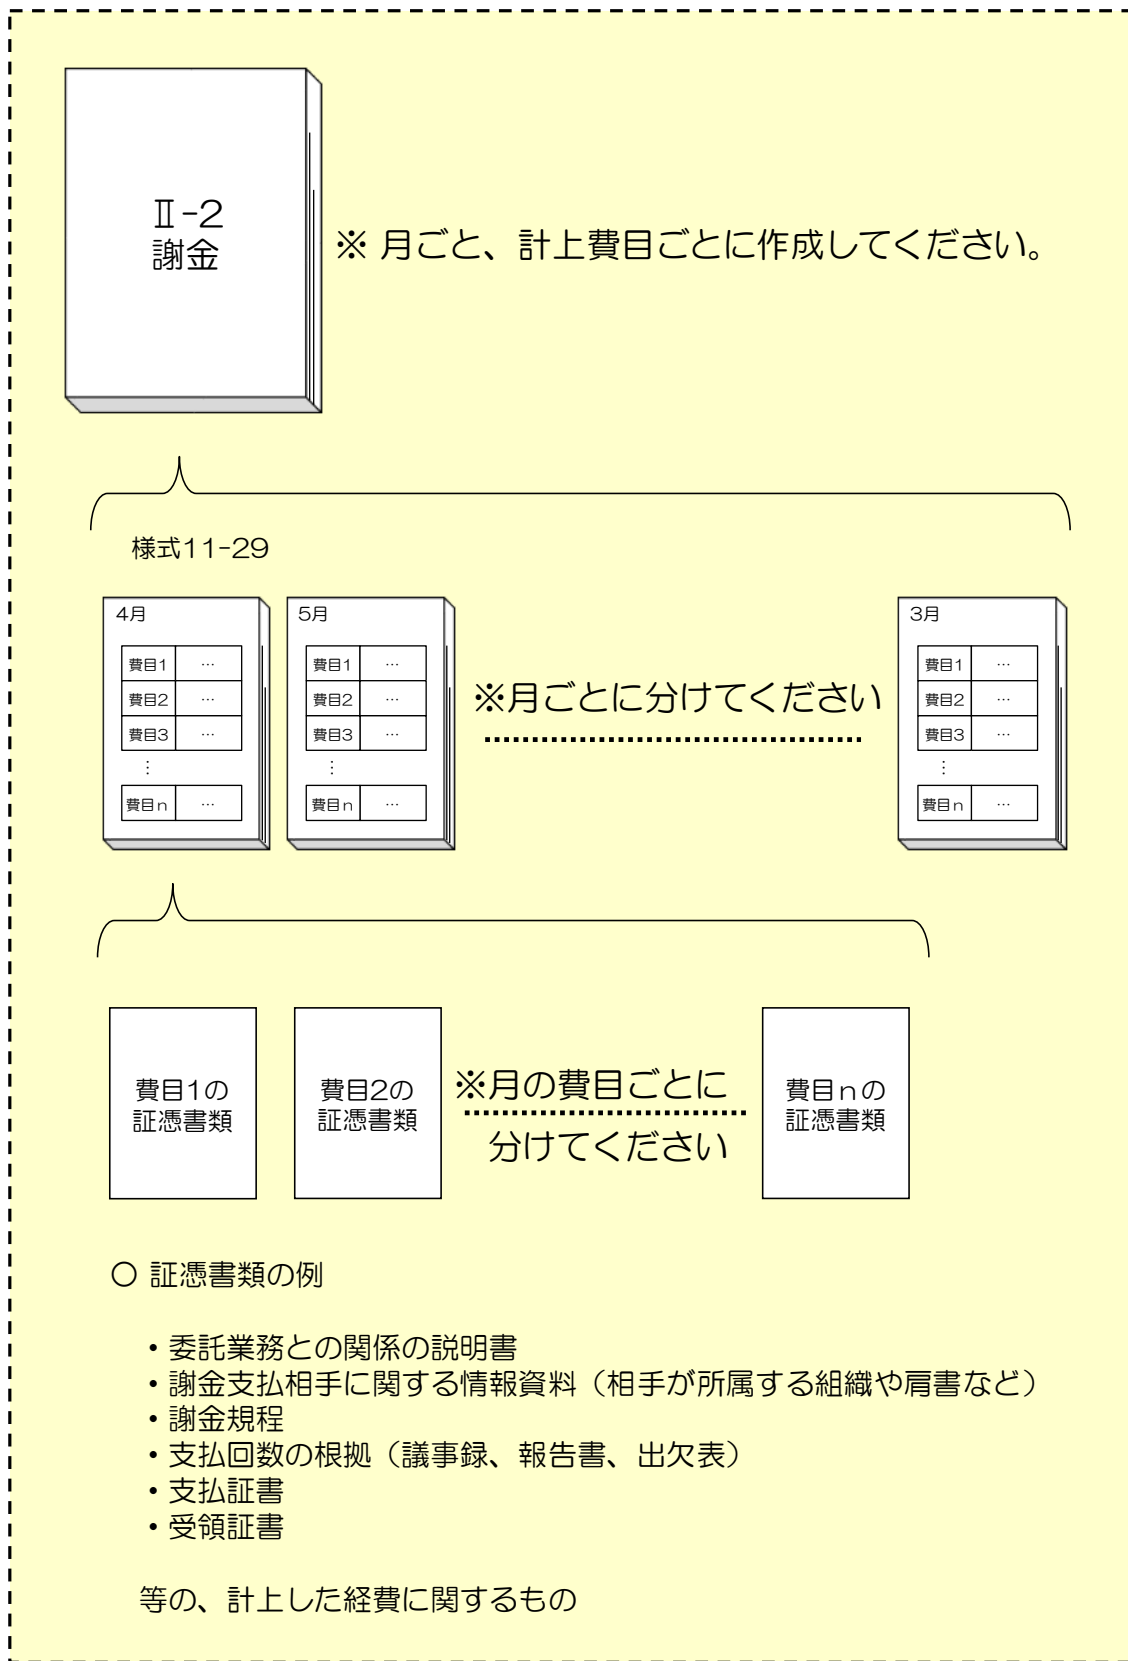 Ⅱ-2
謝金
※ 月ごと、計上費目ごとに作成してください。
様式11-29
4月
費目1 …
費目2 …
費目3 …
⋮
費目n …
5月
費目1 …
費目2 …
費目3 …
⋮
費目n …
※月ごとに分けてください
3月
費目1 …
費目2 …
費目3 …
⋮
費目n …
費目1の
証憑書類
費目2の
証憑書類
※月の費目ごとに
分けてください
費目nの
証憑書類
○ 証憑書類の例
・委託業務との関係の説明書
・謝金支払相手に関する情報資料（相手が所属する組織や肩書など）
・謝金規程
・支払回数の根拠（議事録、報告書、出欠表）
・支払証書
・受領証書
等の、計上した経費に関するもの